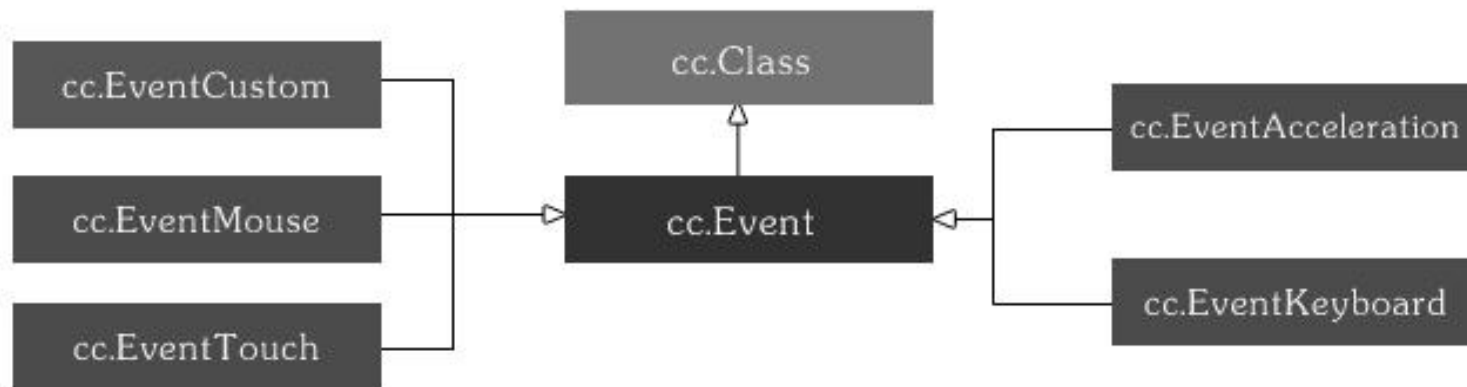 cc.Class
cc.EventCustom
cc.EventAcceleration
cc.EventMouse
cc.Event
cc.EventKeyboard
cc.EventTouch